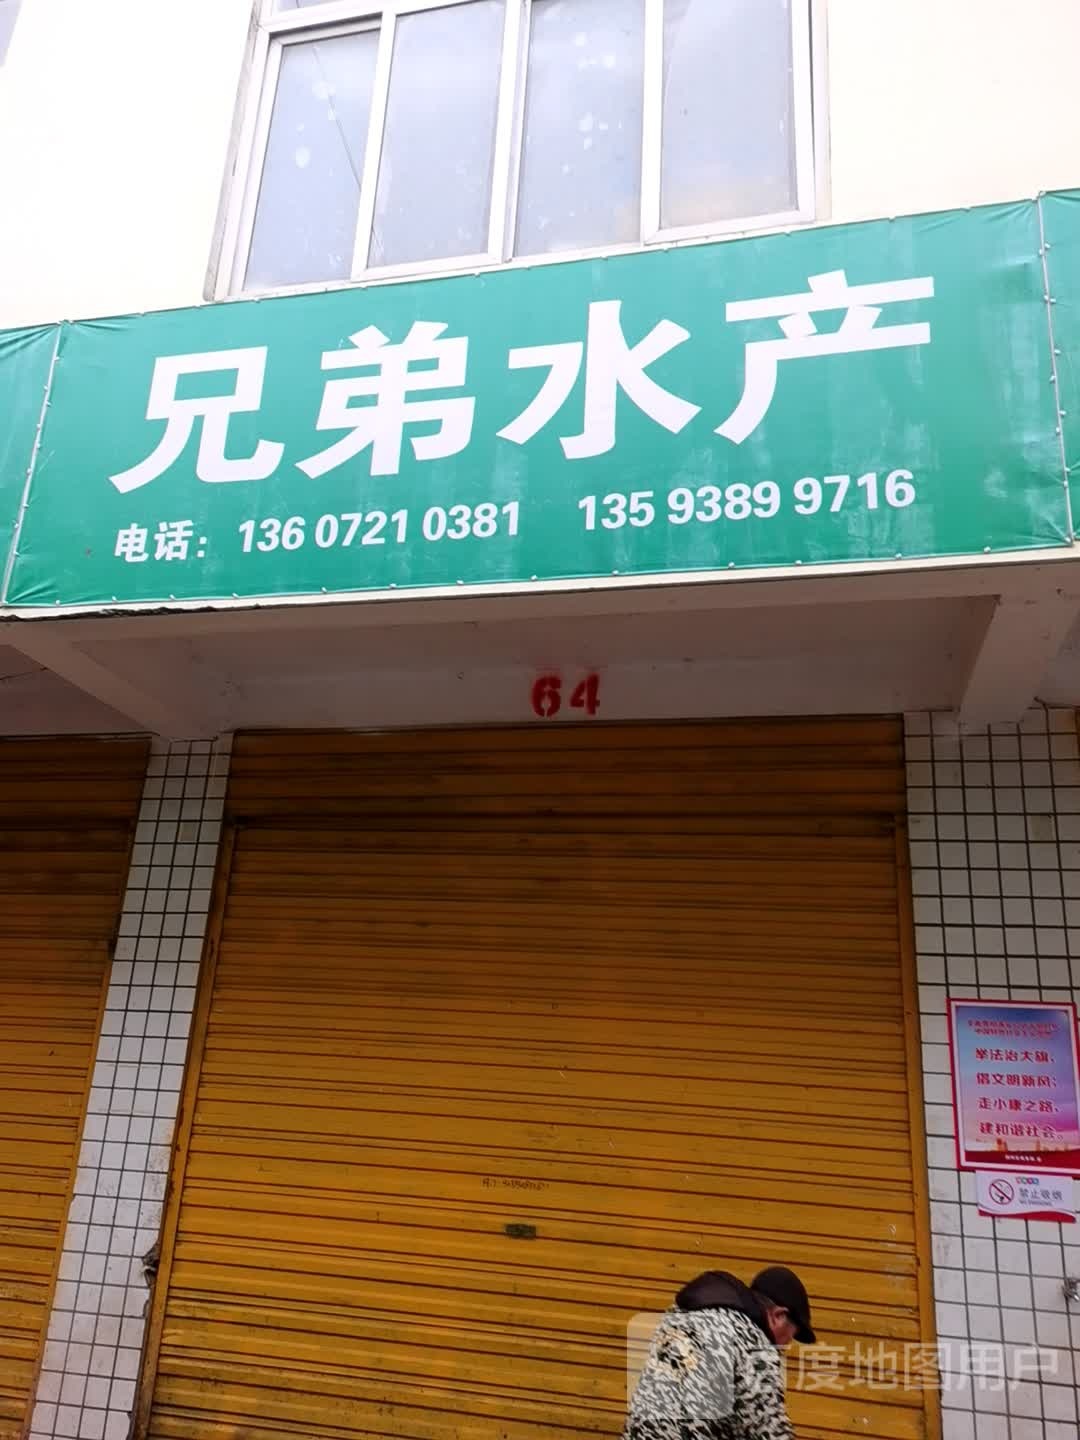 兄弟水产
电话：136 0721 0381 135 9389 9716
64
举法治大旗，
倡文明新风；
走小康之路，
建和谐社会。
禁止吸烟
NO SMOKING
百度地图用户